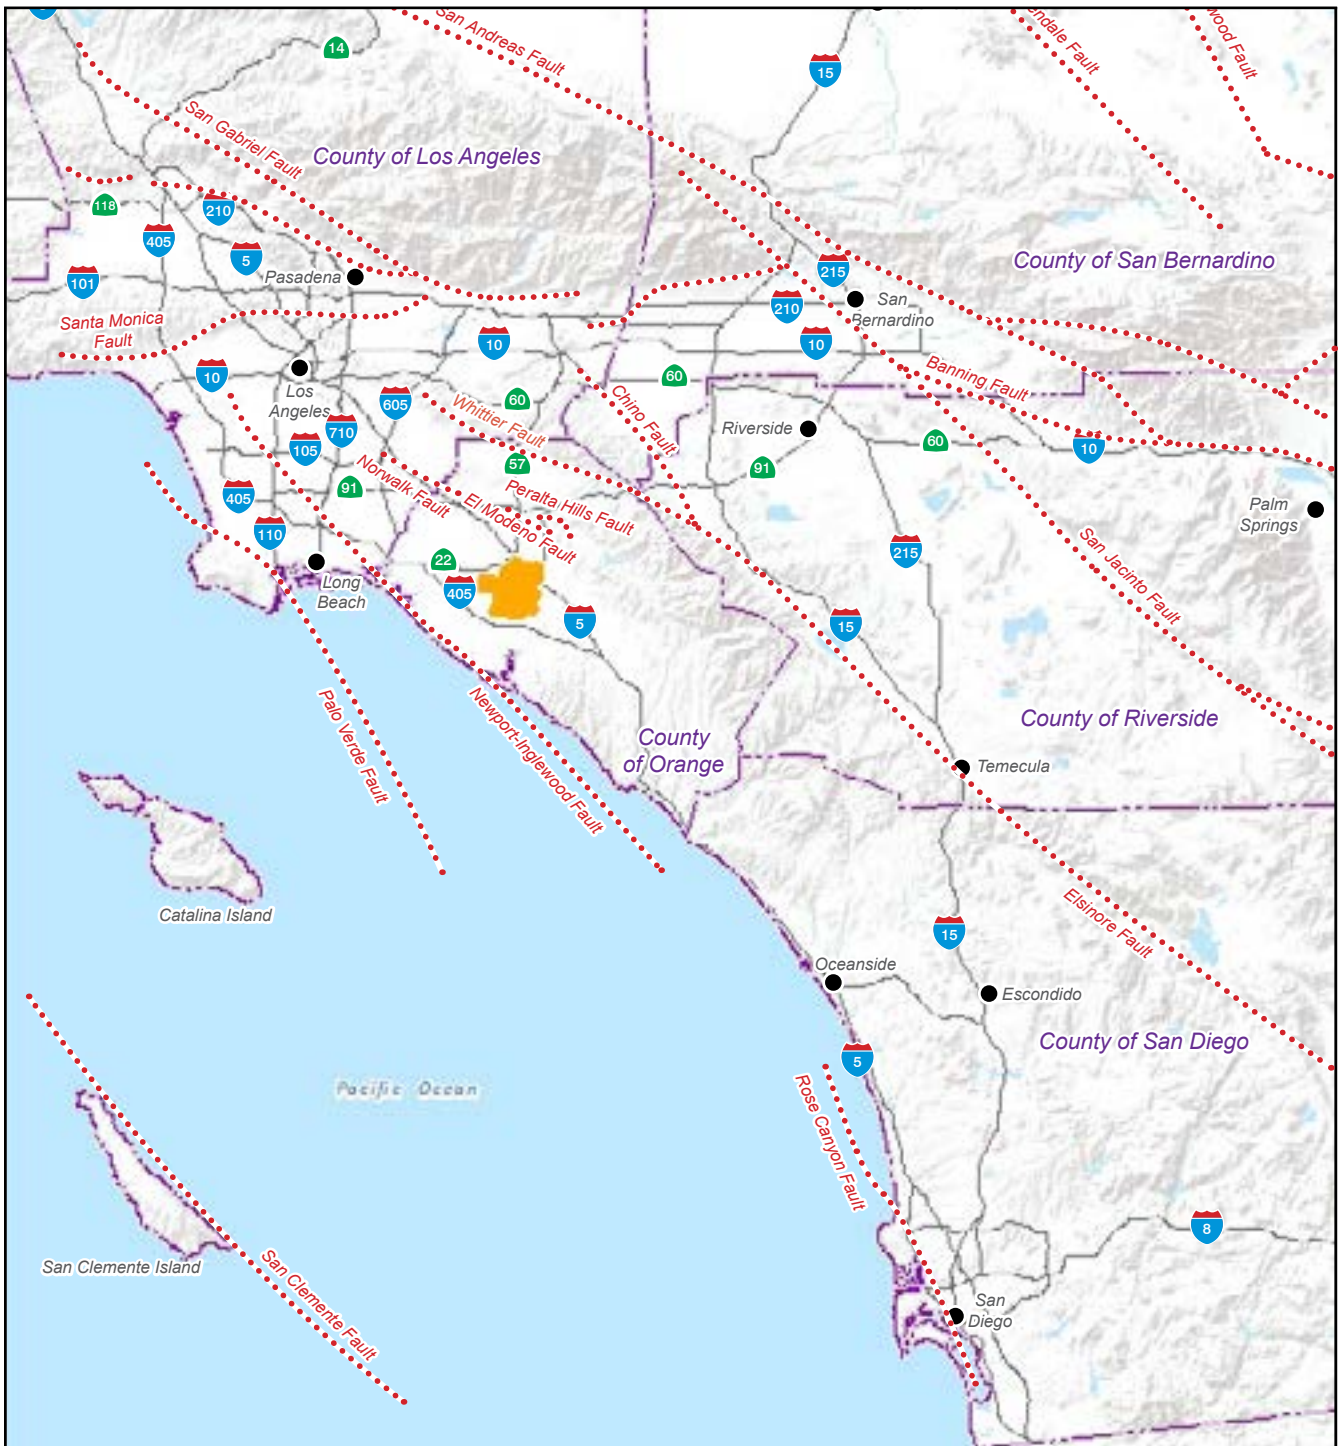 San Andreas Fault
endale Fault
wood Fault
14
15
San Gabriel Fault
County of Los Angeles
118
210
405
5
101
Pasadena
215
County of San Bernardino
210
San
Bernardino
Santa Monica
Fault
10
10
10
Los
Angeles
60
Banning Fault
605
60
Chino Fault
Whittier Fault
710
Riverside
105
57
91
60
10
Norwalk Fault
91
405
El Modeno Fault
Peralta Hills Fault
Palm
Springs
110
22
Long
Beach
405
5
215
San Jacinto Fault
15
Palo Verde Fault
Newport-Inglewood Fault
County
of Orange
County of Riverside
Temecula
Catalina Island
Elsinore Fault
15
Oceanside
Escondido
County of San Diego
5
Pacific Ocean
Rose Canyon Fault
8
San Clemente Island
San Clemente Fault
San
Diego